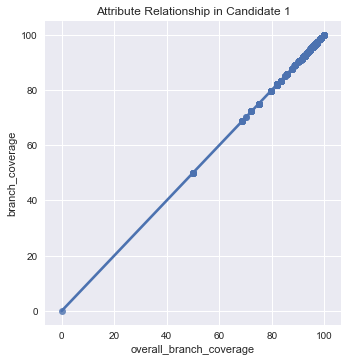 Attribute Relationship in Candidate 1
100
80
60
40
20
0
branch_coverage
0 20 40 60 80 100
overall_branch_coverage